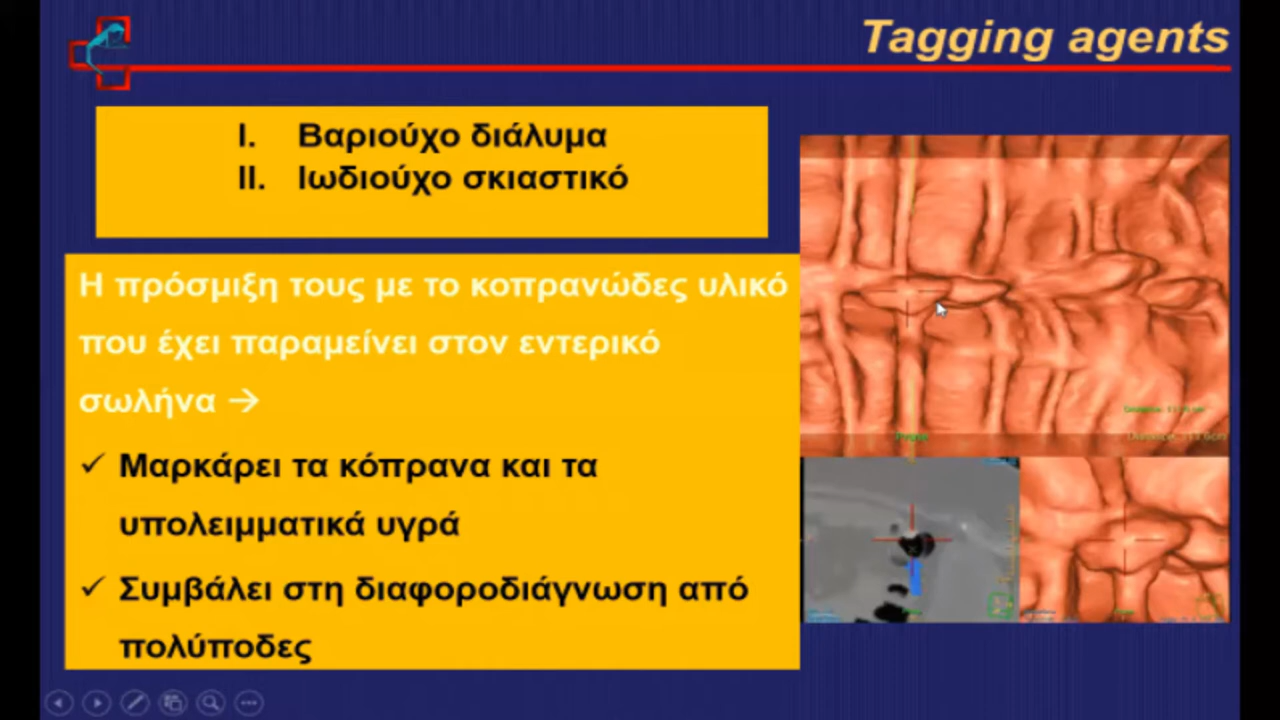 Tagging agents
I. Βαριούχο διάλυμα
II. Ιωδιούχο σκιαστικό
Η πρόσμιξη τους με το κοπρανώδες υλικό
που έχει παραμείνει στον εντερικό
σωλήνα →
✓ Μαρκάρει τα κόπρανα και τα
υπολειμματικά υγρά
✓ Συμβάλει στη διαφοροδιάγνωση από
πολύποδες